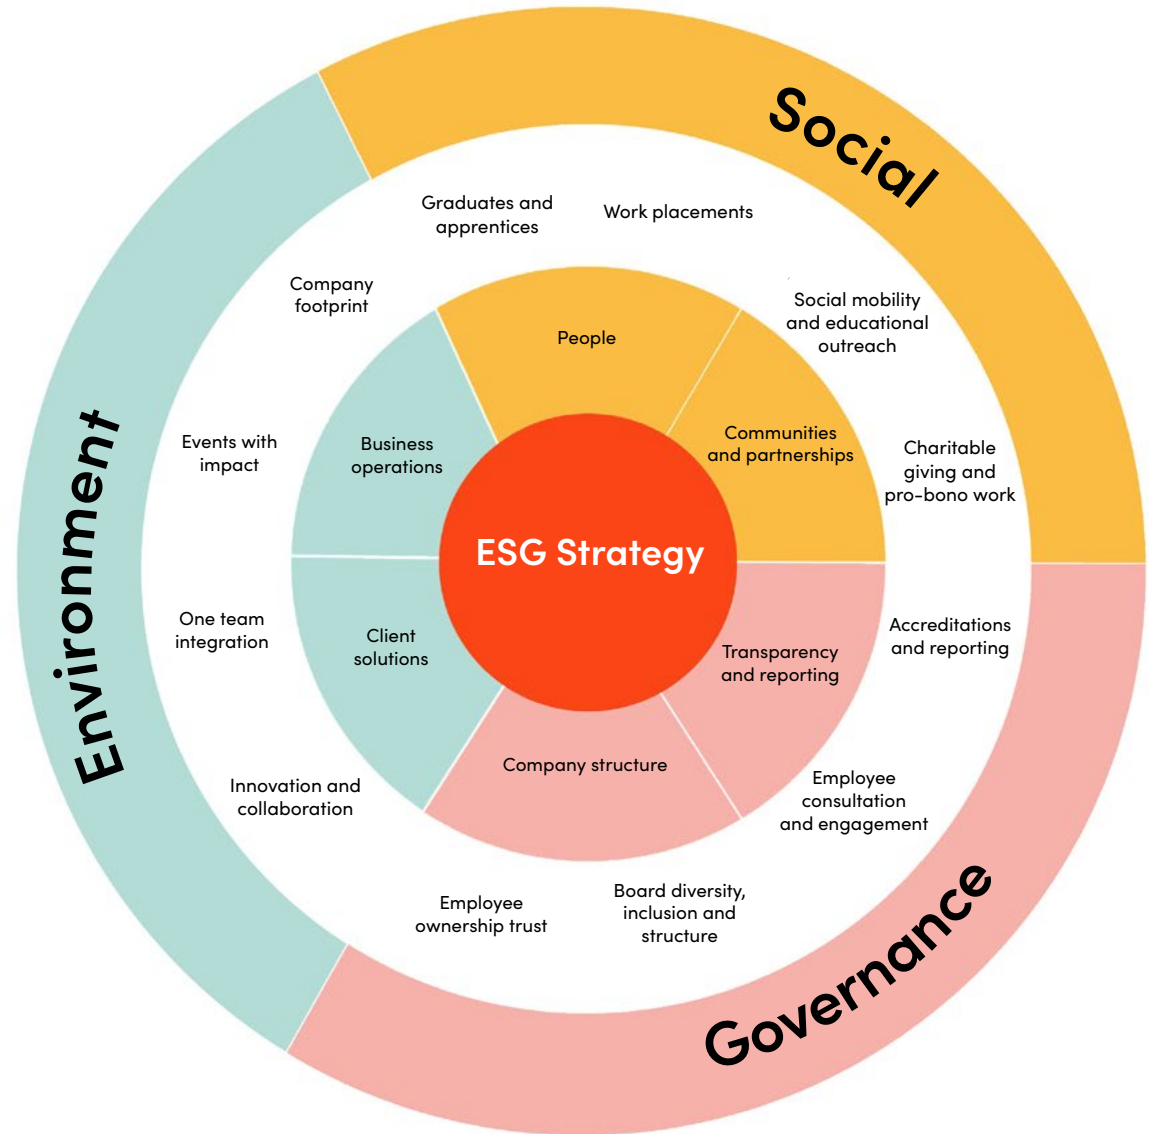 Social
Graduates and
apprentices
Work placements
Company
footprint
Social mobility
and educational
outreach
People
Environment
Events with
impact
Business
operations
Communities
and partnerships
Charitable
giving and
pro-bono work
ESG Strategy
One team
integration
Client
solutions
Transparency
and reporting
Accreditations
and reporting
Innovation and
collaboration
Company structure
Employee
consultation
and engagement
Employee
ownership trust
Board diversity,
inclusion and
structure
Governance